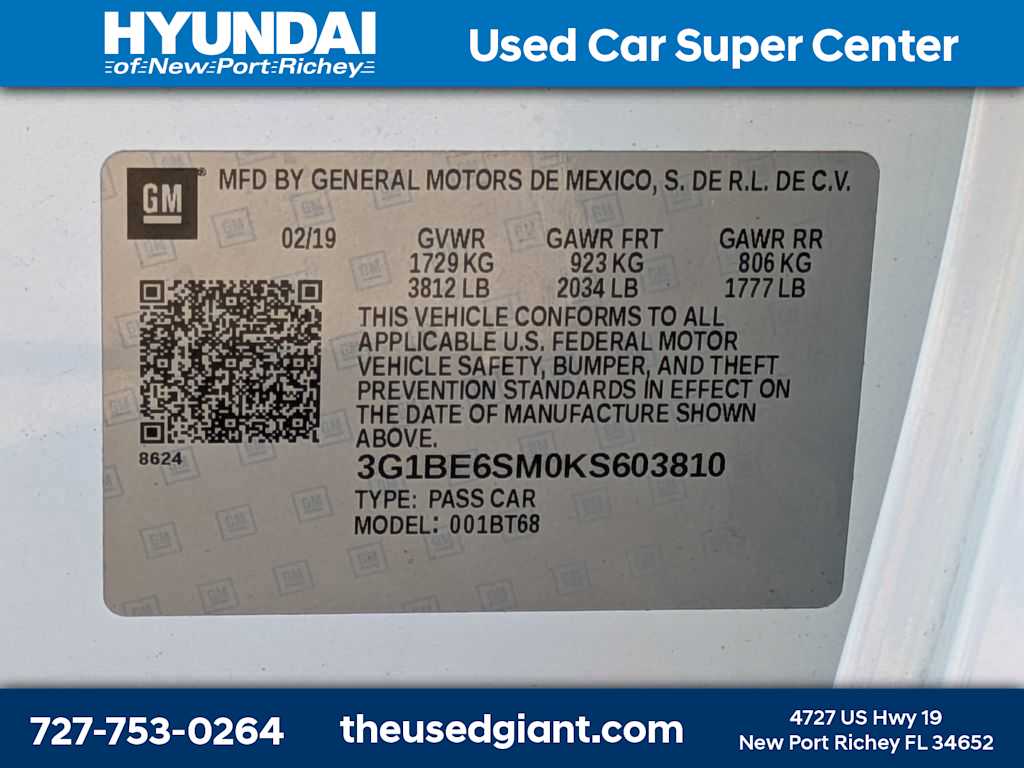 HYUNDAI
of New Port Richey
Used Car Super Center
GM
®
MFD BY GENERAL MOTORS DE MEXICO, S. DE R.L. DE C.V.
02/19 GVWR GAWR FRT GAWR RR
1729 KG 923 KG 806 KG
3812 LB 2034 LB 1777 LB
THIS VEHICLE CONFORMS TO ALL
APPLICABLE U.S. FEDERAL MOTOR
VEHICLE SAFETY, BUMPER, AND THEFT
PREVENTION STANDARDS IN EFFECT ON
THE DATE OF MANUFACTURE SHOWN
ABOVE.
8624
3G1BE6SM0KS603810
TYPE: PASS CAR
MODEL: 001BT68
727-753-0264
theusedgiant.com
4727 US Hwy 19
New Port Richey FL 34652